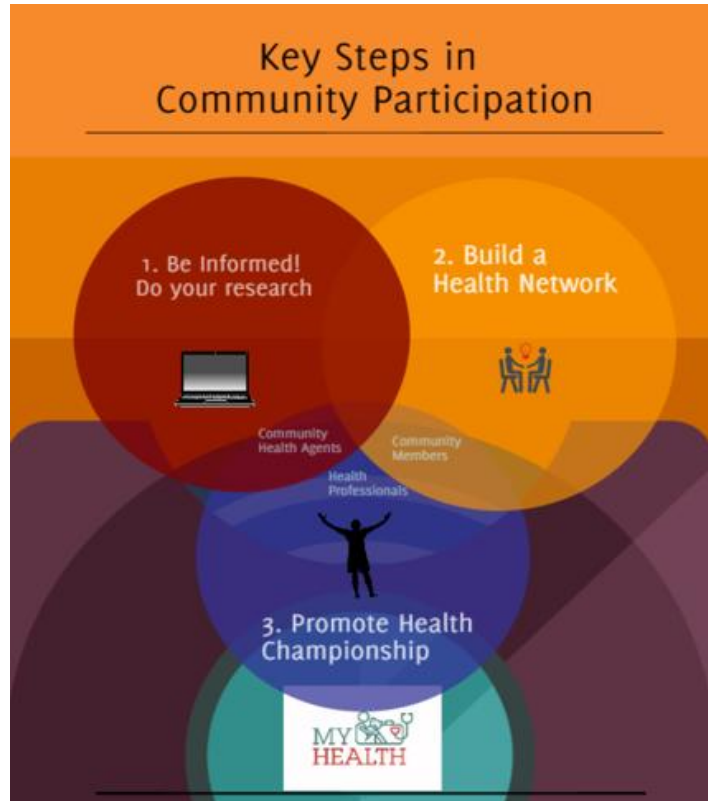 Key Steps in
Community Participation
1. Be Informed!
Do your research
2. Build a
Health Network
Community
Health Agents
Community
Members
Health
Professionals
3. Promote Health
Championship
MY
HEALTH